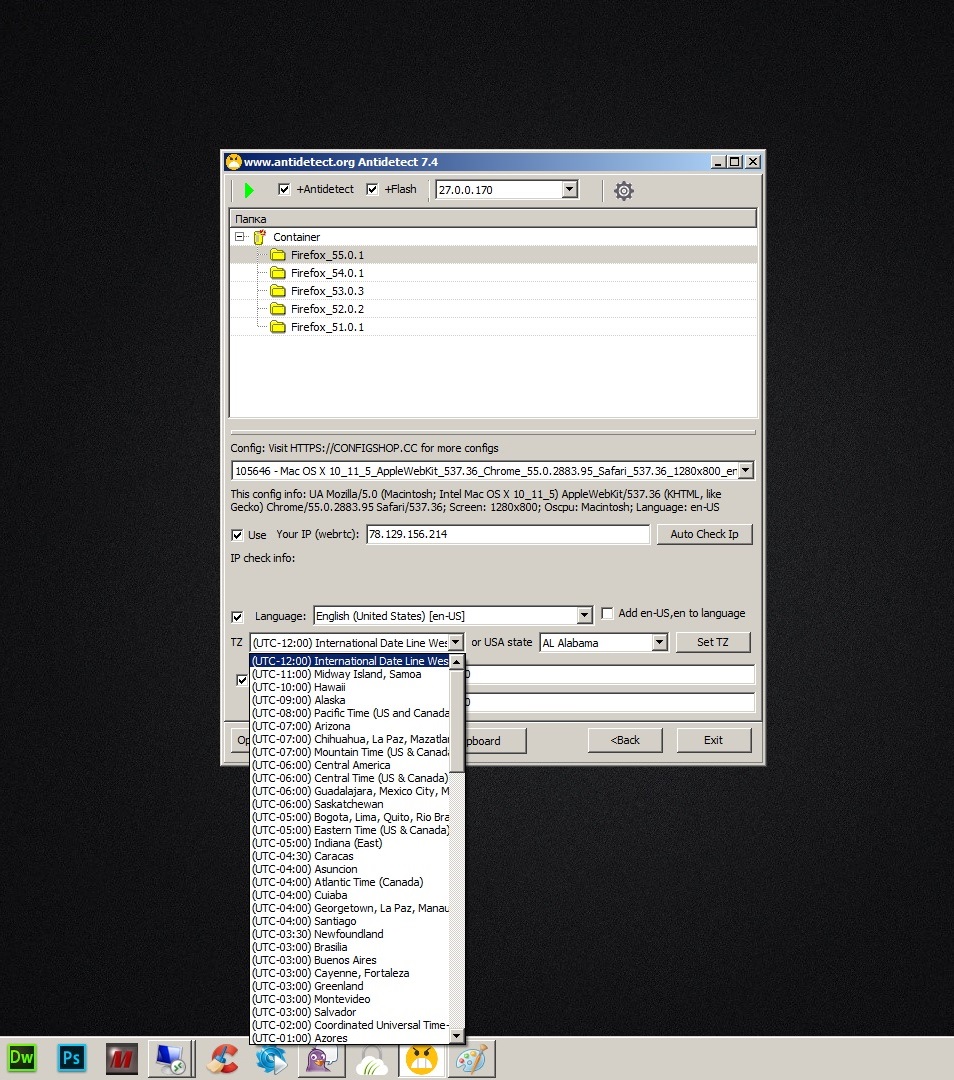 www.antidetect.org Antidetect 7.4
+Antidetect +Flash 27.0.0.170
Папка
Container
Firefox_55.0.1
Firefox_54.0.1
Firefox_53.0.3
Firefox_52.0.2
Firefox_51.0.1
Config: Visit HTTPS://CONFIGSHOP.CC for more configs
105646 - Mac OS X 10_11_5_AppleWebKit_537.36_Chrome_55.0.2883.95_Safari_537.36_1280x800_en
This config info: UA Mozilla/5.0 (Macintosh; Intel Mac OS X 10_11_5) AppleWebKit/537.36 (KHTML, like
Gecko) Chrome/55.0.2883.95 Safari/537.36; Screen: 1280x800; Oscpu: Macintosh; Language: en-US
Use Your IP (webrtc): 78.129.156.214 Auto Check Ip
IP check info:
Language: English (United States) [en-US] Add en-US,en to language
TZ (UTC-12:00) International Date Line Wes or USA state AL Alabama Set TZ
(UTC-12:00) International Date Line Wes
(UTC-11:00) Midway Island, Samoa
(UTC-10:00) Hawaii
(UTC-09:00) Alaska
(UTC-08:00) Pacific Time (US and Canada
(UTC-07:00) Arizona
(UTC-07:00) Chihuahua, La Paz, Mazatlan
(UTC-07:00) Mountain Time (US & Canada
(UTC-06:00) Central America
(UTC-06:00) Central Time (US & Canada)
(UTC-06:00) Guadalajara, Mexico City, M
(UTC-06:00) Saskatchewan
(UTC-05:00) Bogota, Lima, Quito, Rio Bra
(UTC-05:00) Eastern Time (US & Canada)
(UTC-05:00) Indiana (East)
(UTC-04:30) Caracas
(UTC-04:00) Asuncion
(UTC-04:00) Atlantic Time (Canada)
(UTC-04:00) Cuiaba
(UTC-04:00) Georgetown, La Paz, Manau
(UTC-04:00) Santiago
(UTC-03:30) Newfoundland
(UTC-03:00) Brasilia
(UTC-03:00) Buenos Aires
(UTC-03:00) Cayenne, Fortaleza
(UTC-03:00) Greenland
(UTC-03:00) Montevideo
(UTC-03:00) Salvador
(UTC-02:00) Coordinated Universal Time-
(UTC-01:00) Azores
0
0
Op pboard <Back Exit
Dw Ps M